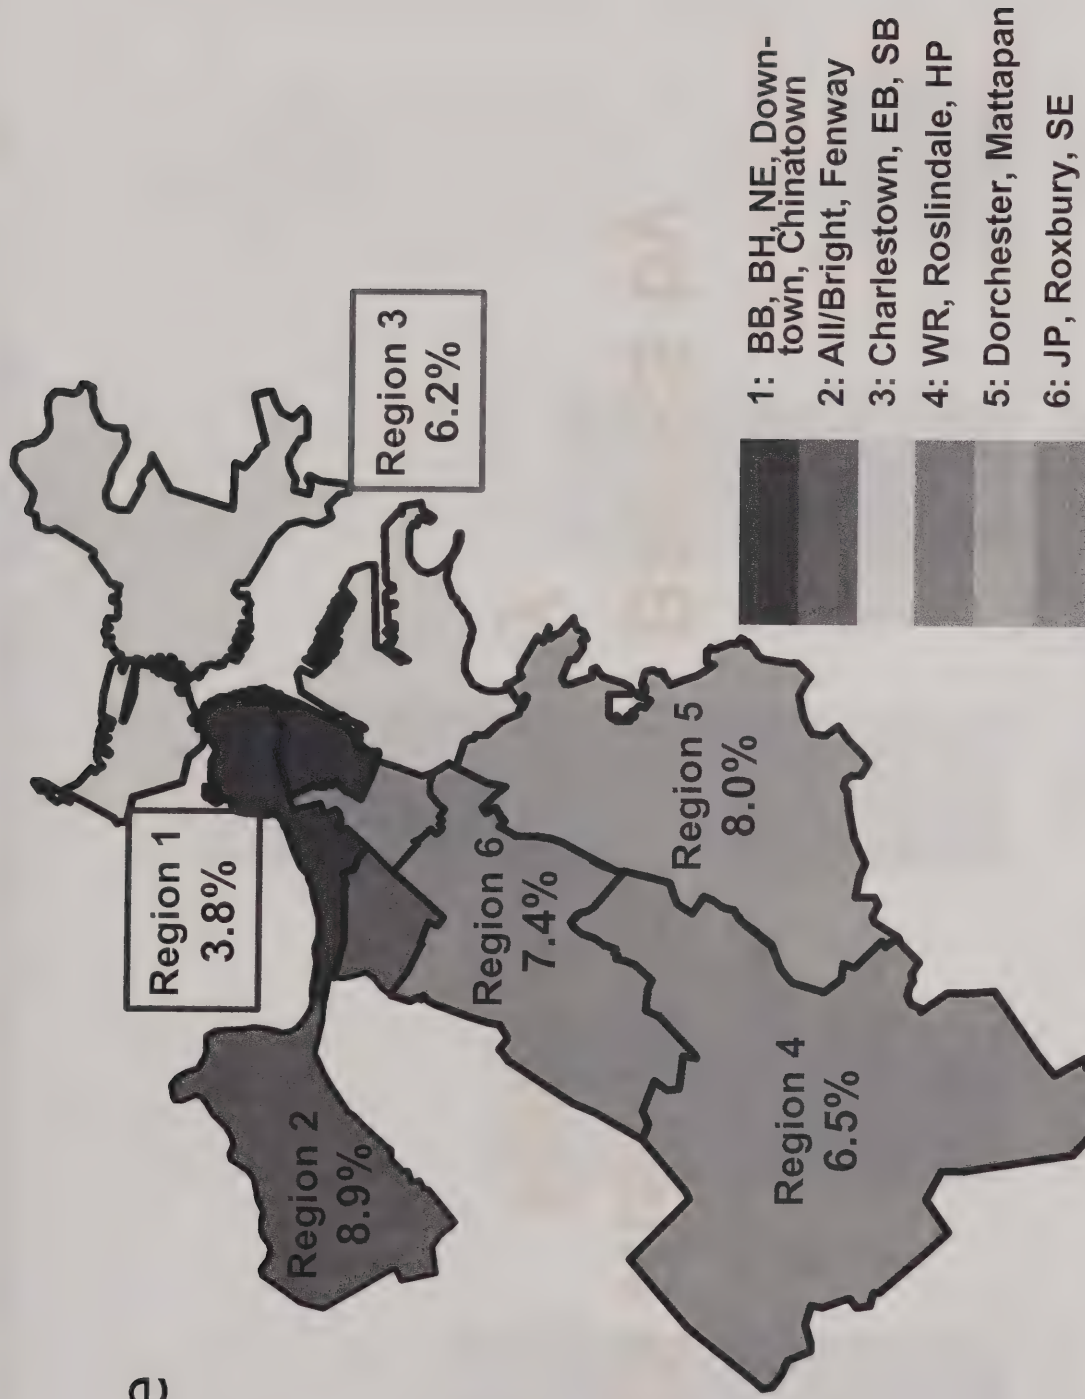 e
Region 1
3.8%
Region 3
6.2%
Region 2
8.9%
Region 6
7.4%
Region 5
8.0%
Region 4
6.5%
1: BB, BH, NE, Down-
town, Chinatown
2: All/Bright, Fenway
3: Charlestown, EB, SB
4: WR, Roslindale, HP
5: Dorchester, Mattapan
6: JP, Roxbury, SE